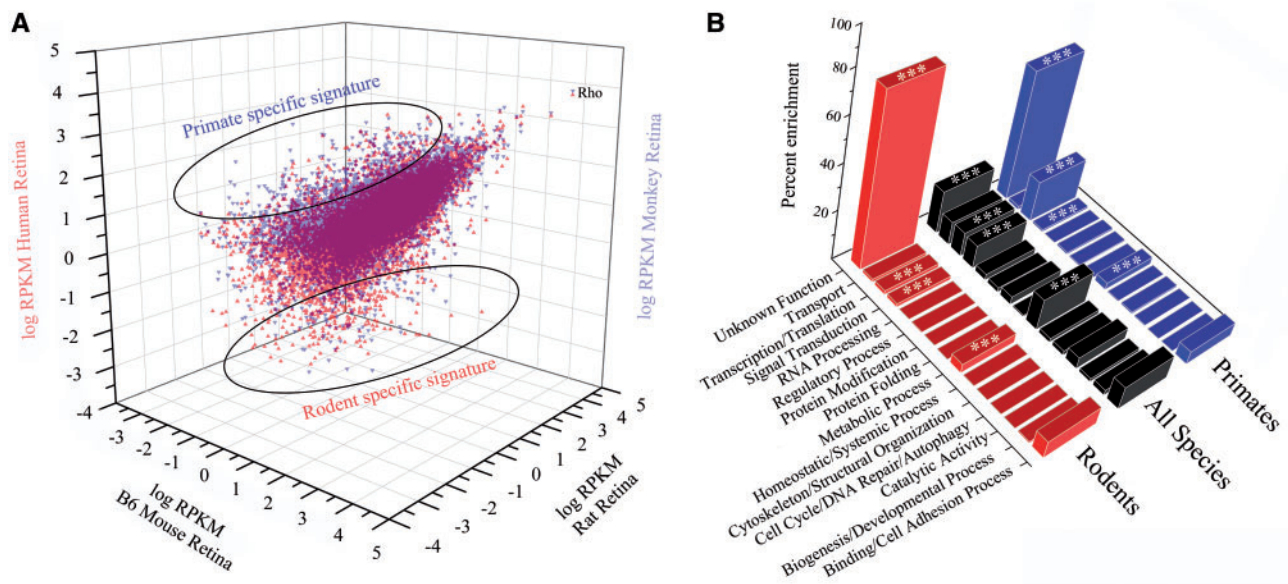 A
5
4
3
2
1
0
-1
-2
-3
-4
log RPKM Human Retina
Primate specific signature
Rho
Rodent specific signature
log RPKM Monkey Retina
-3
-2
-1
0
1
2
3
4
5
log RPKM
B6 Mouse Retina
-4
-3
-2
-1
0
1
2
3
4
5
log RPKM
Rat Retina
B
Percent enrichment
100
80
60
40
20
***
***
***
***
***
***
***
***
***
***
***
***
Unknown Function
Transport
Transcription/Translation
Signal Transduction
RNA Processing
Regulatory Process
Protein Modification
Protein Folding
Metabolic Process
Homeostatic/Systemic Process
Cytoskeleton/Structural Organization
Cell Cycle/DNA Repair/Autophagy
Catalytic Activity
Biogenesis/Developmental Process
Binding/Cell Adhesion Process
Rodents
All Species
Primates